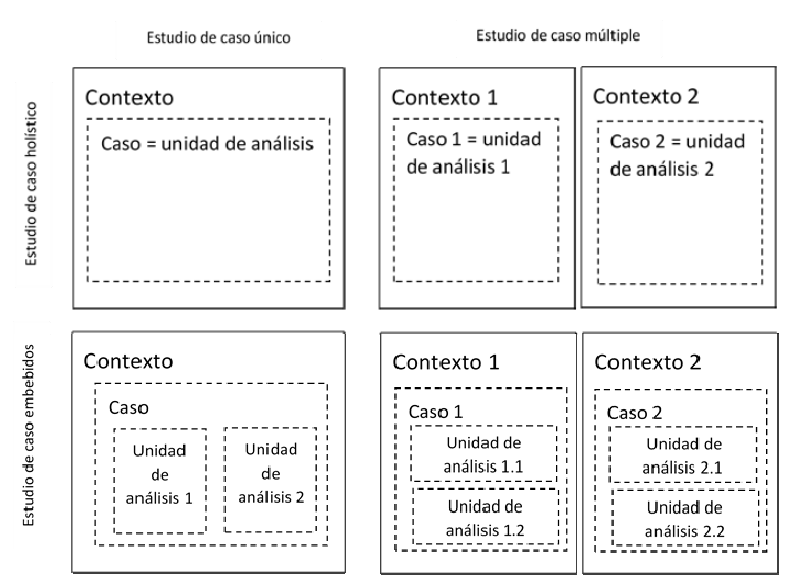 Estudio de caso único
Estudio de caso múltiple
Estudio de caso holístico
Contexto
Caso = unidad de análisis
Contexto 1
Caso 1 = unidad
de análisis 1
Contexto 2
Caso 2 = unidad
de análisis 2
Estudio de caso embebidos
Contexto
Caso
Unidad
de
análisis 1
Unidad
de
análisis 2
Contexto 1
Caso 1
Unidad de
análisis 1.1
Unidad de
análisis 1.2
Contexto 2
Caso 2
Unidad de
análisis 2.1
Unidad de
análisis 2.2